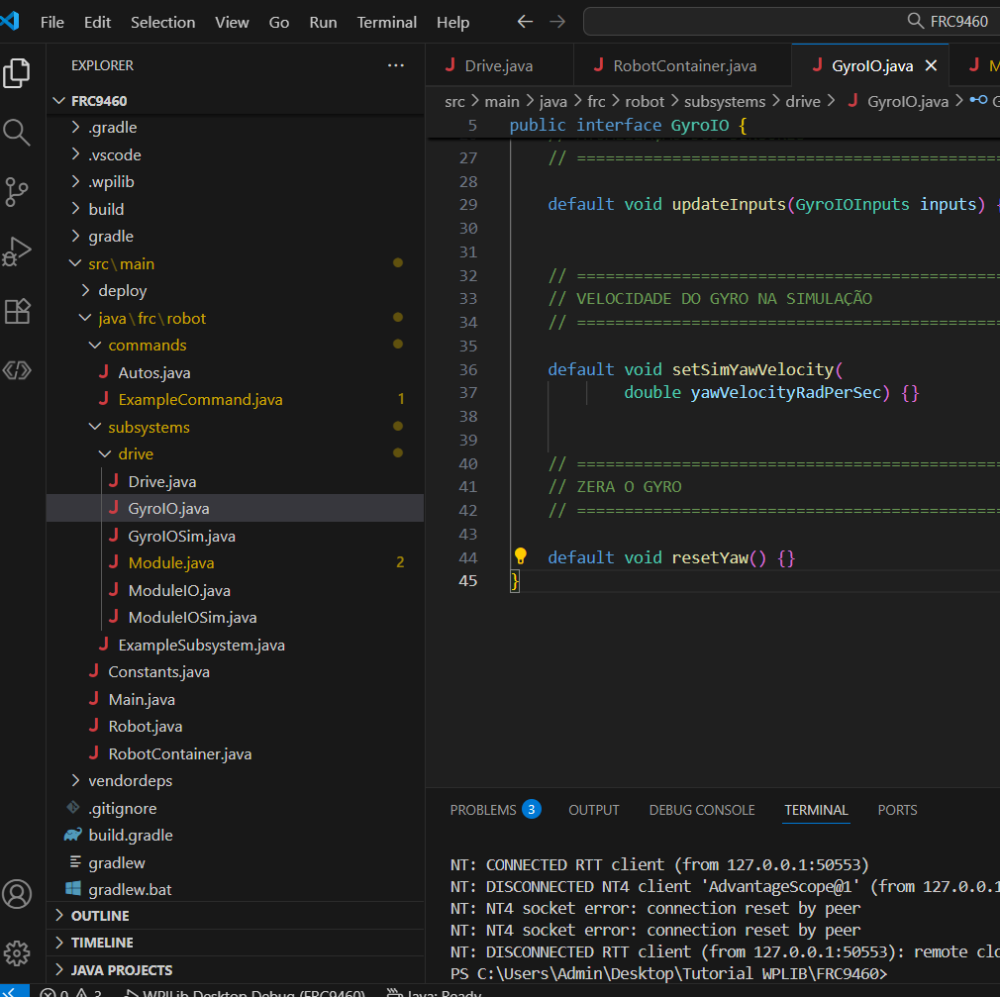 File Edit Selection View Go Run Terminal Help FRC9460
EXPLORER
FRC9460
.gradle
.vscode
.wpilib
build
gradle
src\main
deploy
java\frc\robot
commands
Autos.java
ExampleCommand.java 1
subsystems
drive
Drive.java
GyroIO.java
GyroIOSim.java
Module.java 2
ModuleIO.java
ModuleIOSim.java
ExampleSubsystem.java
Constants.java
Main.java
Robot.java
RobotContainer.java
vendordeps
.gitignore
build.gradle
gradlew
gradlew.bat
OUTLINE
TIMELINE
JAVA PROJECTS
Drive.java RobotContainer.java GyroIO.java
src > main > java > frc > robot > subsystems > drive > GyroIO.java >
5 public interface GyroIO {
27 // ============================================
28
29 default void updateInputs(GyroIOInputs inputs) {
30
31
32 // ============================================
33 // VELOCIDADE DO GYRO NA SIMULAÇÃO
34 // ============================================
35
36 default void setSimYawVelocity(
37 double yawVelocityRadPerSec) {}
38
39
40 // ============================================
41 // ZERA O GYRO
42 // ============================================
43
44 default void resetYaw() {}
45 }
PROBLEMS 3 OUTPUT DEBUG CONSOLE TERMINAL PORTS
NT: CONNECTED RTT client (from 127.0.0.1:50553)
NT: DISCONNECTED NT4 client 'AdvantageScope@1' (from 127.0.0.1
NT: NT4 socket error: connection reset by peer
NT: NT4 socket error: connection reset by peer
NT: DISCONNECTED RTT client (from 127.0.0.1:50553): remote clo
PS C:\Users\Admin\Desktop\Tutorial WPLIB\FRC9460>
0 3 WPILib Desktop Debug (FRC9460) Java: Ready